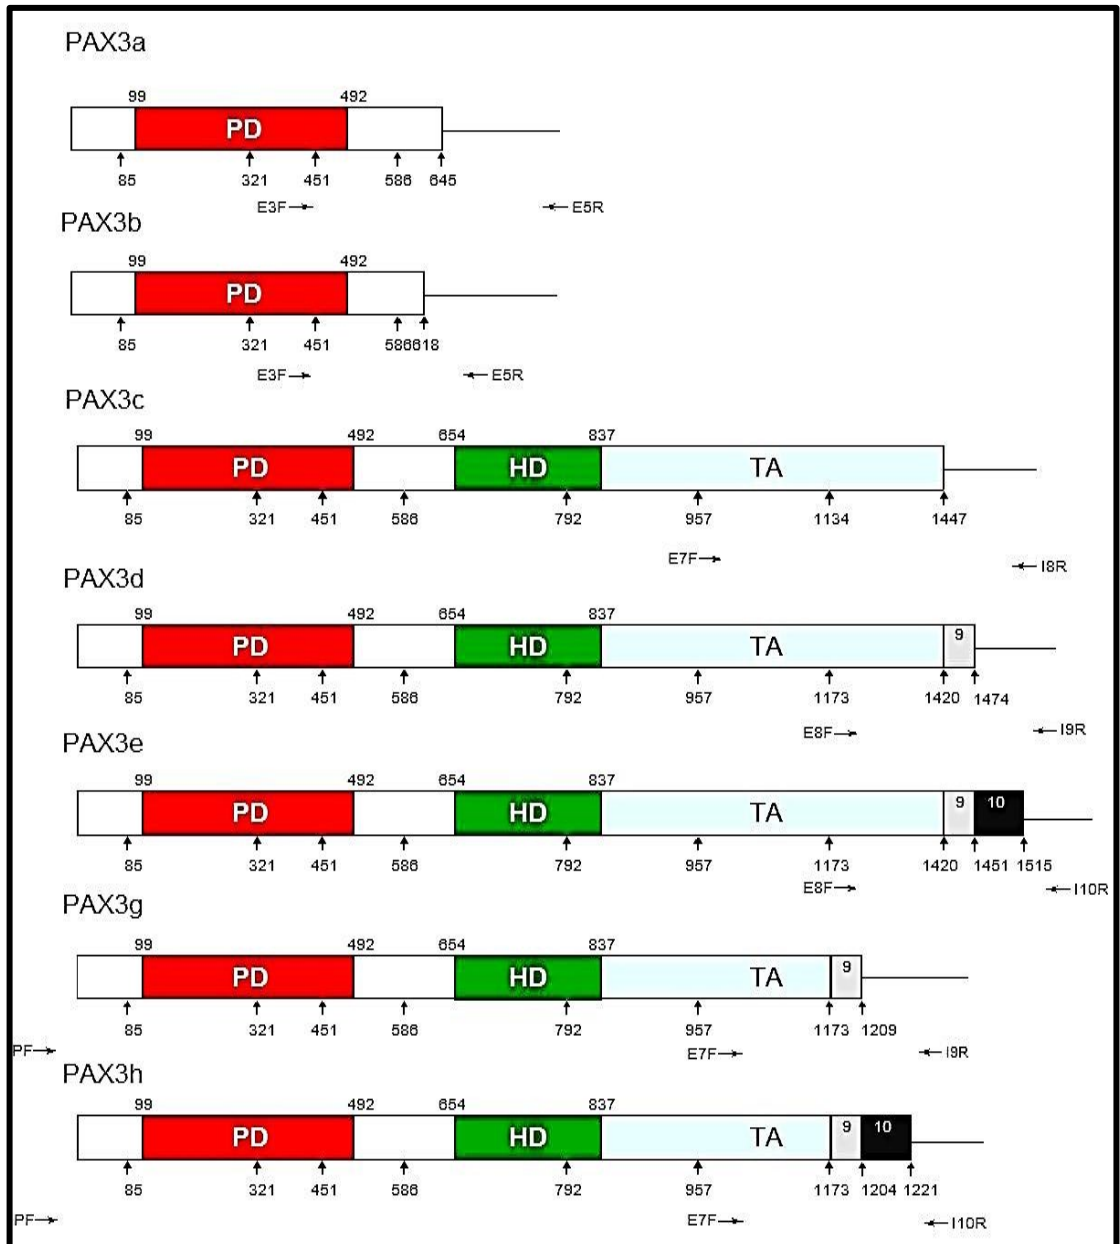 PAX3a
99 492
PD
85 321 451 586 645
E3F E5R
PAX3b
99 492
PD
85 321 451 586 618
E3F E5R
PAX3c
99 492 654 837
PD HD TA
85 321 451 586 792 957 1134 1447
E7F I8R
PAX3d
99 492 654 837
PD HD TA 9
85 321 451 586 792 957 1173 1420 1474
E8F I9R
PAX3e
99 492 654 837
PD HD TA 9 10
85 321 451 586 792 957 1173 1420 1451 1515
E8F I10R
PAX3g
99 492 654 837
PD HD TA 9
85 321 451 586 792 957 1173 1209
PF E7F I9R
PAX3h
99 492 654 837
PD HD TA 9 10
85 321 451 586 792 957 1173 1204 1221
PF E7F I10R